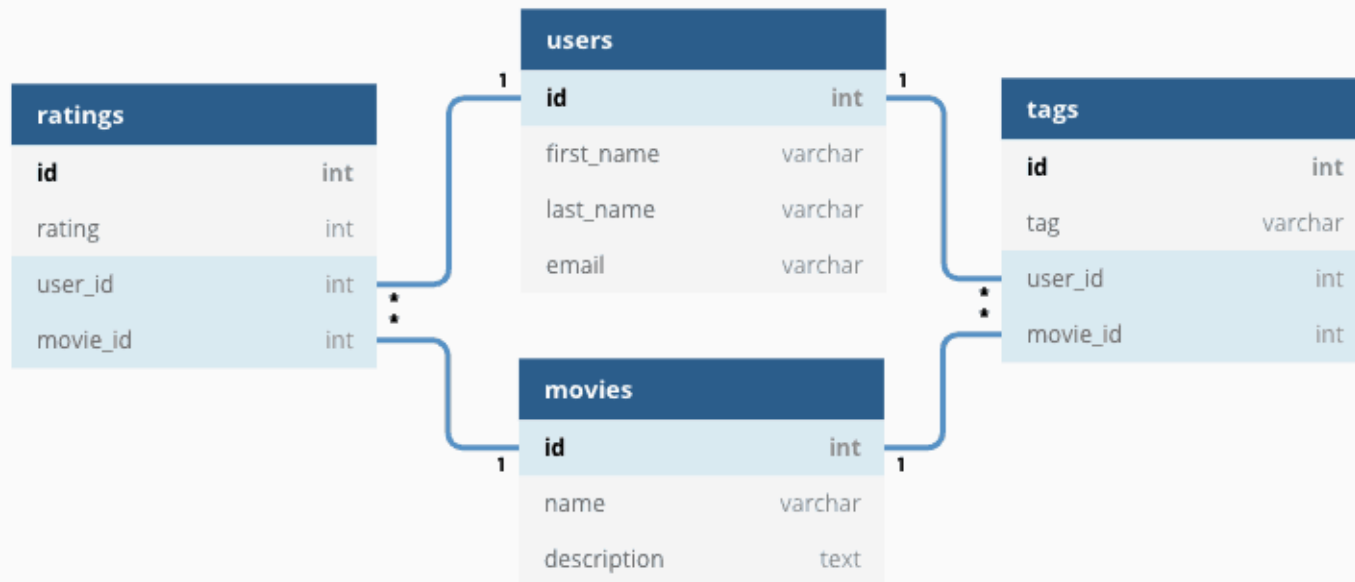 ratings
id int
rating int
user_id int
movie_id int
users
id int
first_name varchar
last_name varchar
email varchar
movies
id int
name varchar
description text
tags
id int
tag varchar
user_id int
movie_id int
1
1
*
*
*
*
1
1